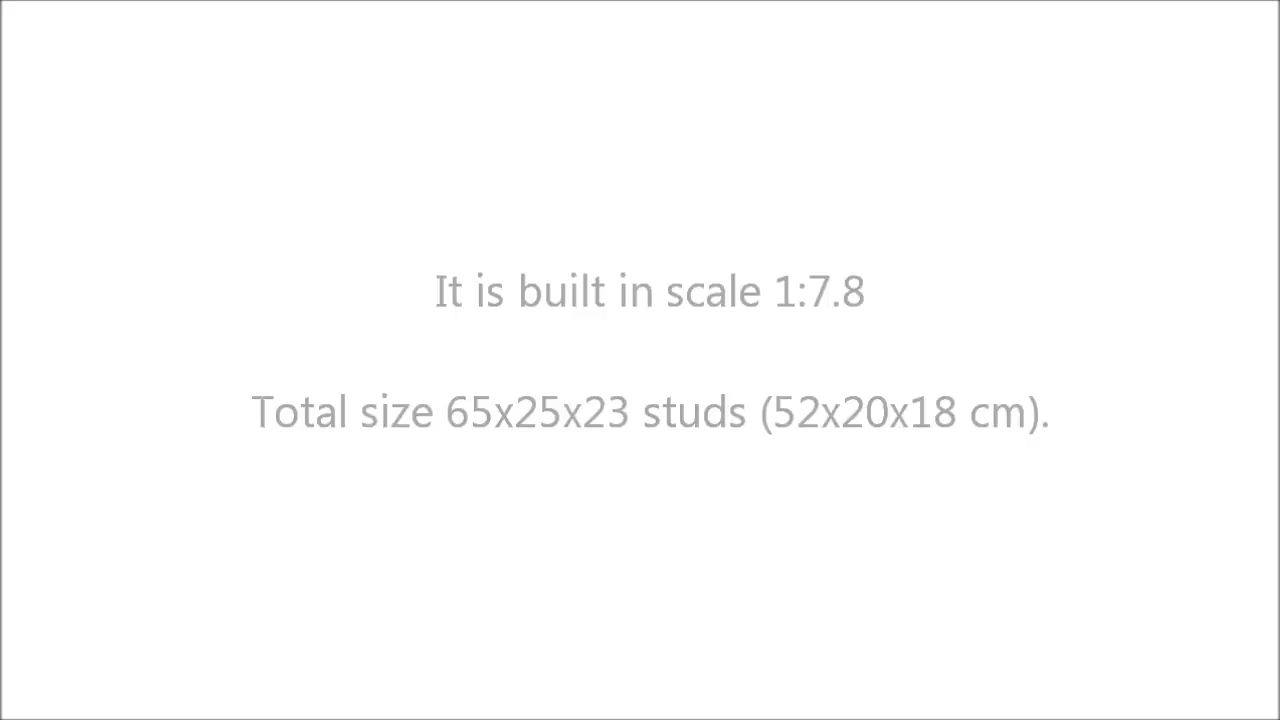 It is built in scale 1:7.8
Total size 65x25x23 studs (52x20x18 cm).